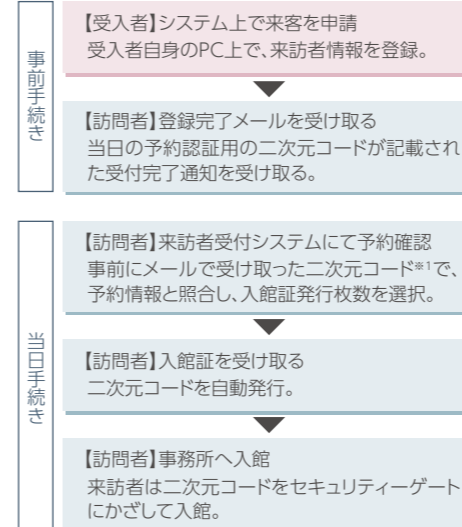 事前手続き
【受入者】システム上で来客を申請
受入者自身のPC上で、来訪者情報を登録。
【訪問者】登録完了メールを受け取る
当日の予約認証用の二次元コードが記載され
た受付完了通知を受け取る。
当日手続き
【訪問者】来訪者受付システムにて予約確認
事前にメールで受け取った二次元コード※1で、
予約情報と照合し、入館証発行枚数を選択。
【訪問者】入館証を受け取る
二次元コードを自動発行。
【訪問者】事務所へ入館
来訪者は二次元コードをセキュリティーゲート
にかざして入館。